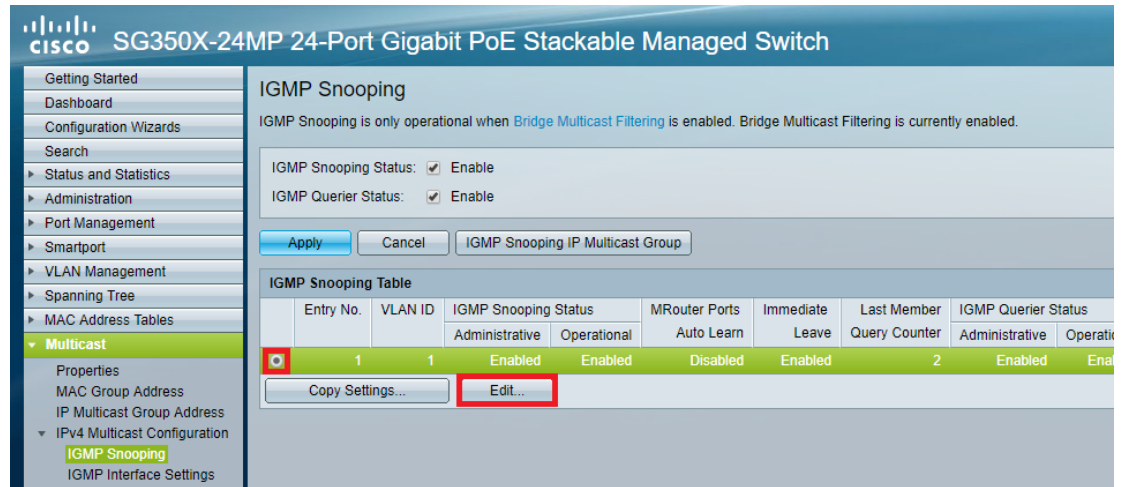 cisco SG350X-24MP 24-Port Gigabit PoE Stackable Managed Switch
Getting Started
Dashboard
Configuration Wizards
Search
Status and Statistics
Administration
Port Management
Smartport
VLAN Management
Spanning Tree
MAC Address Tables
Multicast
Properties
MAC Group Address
IP Multicast Group Address
IPv4 Multicast Configuration
IGMP Snooping
IGMP Interface Settings
IGMP Snooping
IGMP Snooping is only operational when Bridge Multicast Filtering is enabled. Bridge Multicast Filtering is currently enabled.
IGMP Snooping Status: Enable
IGMP Querier Status: Enable
Apply Cancel IGMP Snooping IP Multicast Group
IGMP Snooping Table
Entry No. VLAN ID IGMP Snooping Status MRouter Ports Immediate Last Member IGMP Querier Status
Administrative Operational Auto Learn Leave Query Counter Administrative Operatio
1 1 Enabled Enabled Disabled Enabled 2 Enabled Ena
Copy Settings... Edit...